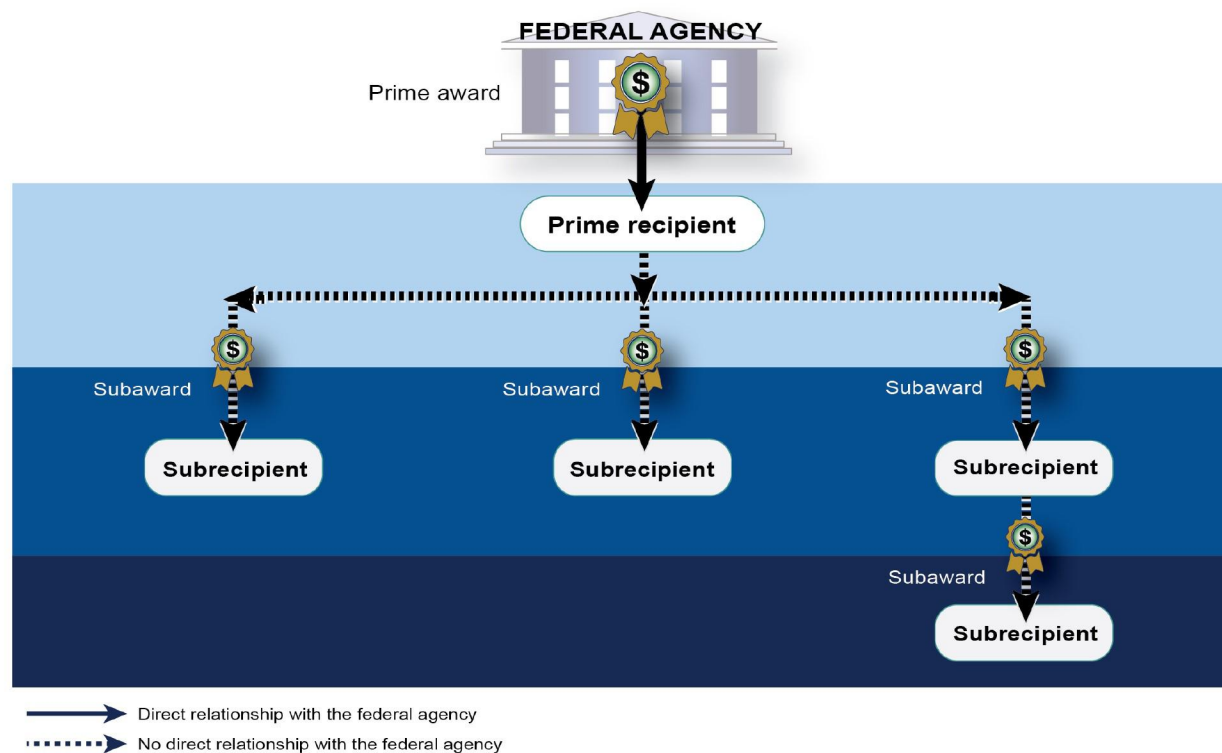 FEDERAL AGENCY
$
Prime award
Prime recipient
$
$
$
Subaward
Subaward
Subaward
Subrecipient
Subrecipient
Subrecipient
$
Subaward
Subrecipient
Direct relationship with the federal agency
No direct relationship with the federal agency